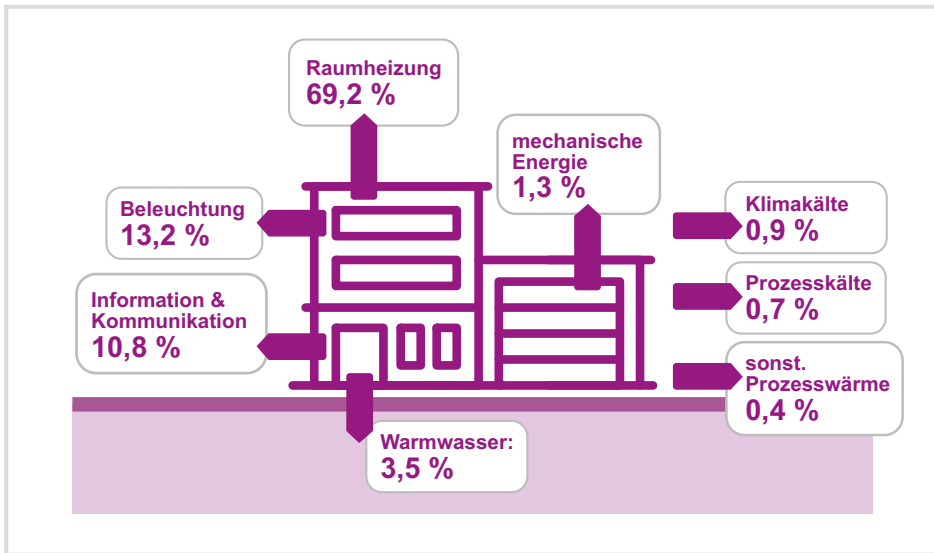 Raumheizung
69,2 %
mechanische
Energie
1,3 %
Beleuchtung
13,2 %
Klimakälte
0,9 %
Information &
Kommunikation
10,8 %
Prozesskälte
0,7 %
sonst.
Prozesswärme
0,4 %
Warmwasser:
3,5 %